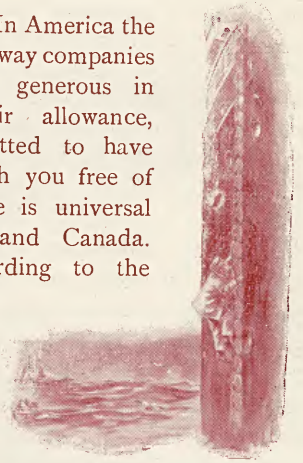 In America the
way companies
generous in
ir allowance,
tted to have
h you free of
e is universal
and Canada.
rding to the